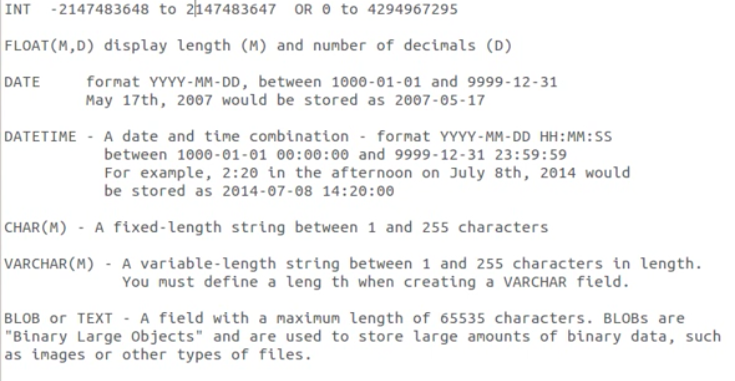 INT  -2147483648 to 2147483647  OR 0 to 4294967295
FLOAT(M,D) display length (M) and number of decimals (D)
DATE     format YYYY-MM-DD, between 1000-01-01 and 9999-12-31
         May 17th, 2007 would be stored as 2007-05-17
DATETIME - A date and time combination - format YYYY-MM-DD HH:MM:SS
           between 1000-01-01 00:00:00 and 9999-12-31 23:59:59
           For example, 2:20 in the afternoon on July 8th, 2014 would
           be stored as 2014-07-08 14:20:00
CHAR(M) - A fixed-length string between 1 and 255 characters
VARCHAR(M) - A variable-length string between 1 and 255 characters in length.
             You must define a leng th when creating a VARCHAR field.
BLOB or TEXT - A field with a maximum length of 65535 characters. BLOBs are
"Binary Large Objects" and are used to store large amounts of binary data, such
as images or other types of files.